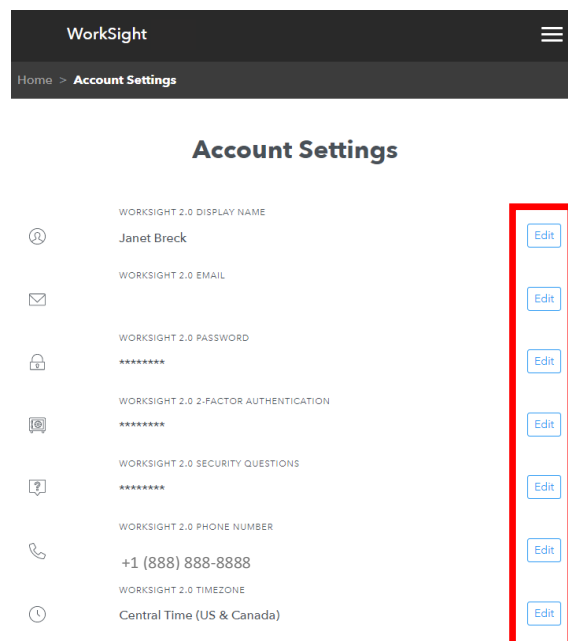 WorkSight
Home > Account Settings
Account Settings
WORKSIGHT 2.0 DISPLAY NAME
Janet Breck
Edit
WORKSIGHT 2.0 EMAIL
Edit
WORKSIGHT 2.0 PASSWORD
********
Edit
WORKSIGHT 2.0 2-FACTOR AUTHENTICATION
********
Edit
WORKSIGHT 2.0 SECURITY QUESTIONS
?
********
Edit
WORKSIGHT 2.0 PHONE NUMBER
+1 (888) 888-8888
Edit
WORKSIGHT 2.0 TIMEZONE
Central Time (US & Canada)
Edit